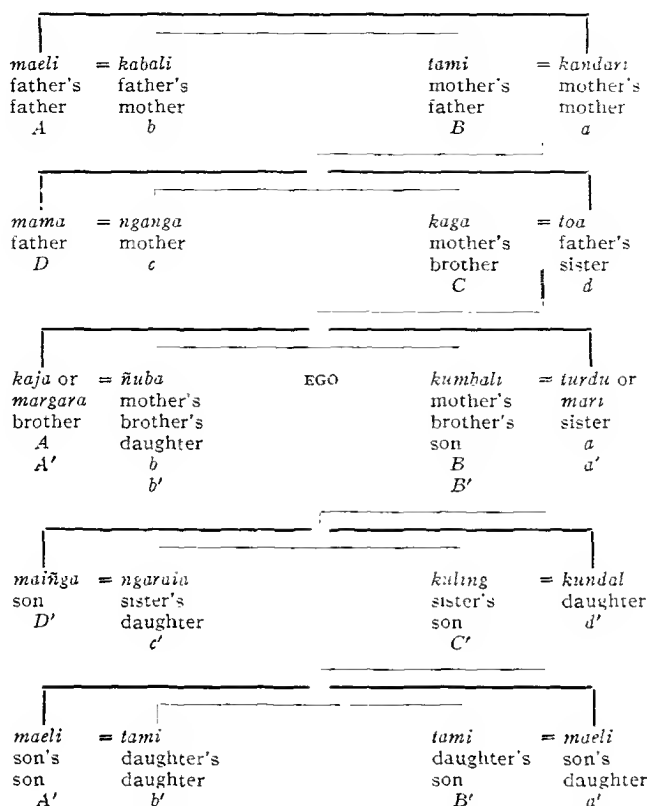 maeli = kabali tami = kandari
father's father's mother's mother's
father mother father mother
A b B a
mama = nganga kaga = toa
father mother mother's father's
D c brother sister
C d
kaja or = ñuba EGO kumbali = turdu or
margara mother's mother's mari
brother brother's brother's sister
A daughter son a
A' b B a'
b' B'
maiñga = ngaraia kuling = kundal
son sister's sister's daughter
D' daughter son d'
c' C'
maeli = tami tami = maeli
son's daughter's daughter's son's
son daughter son daughter
A' b' B' a'